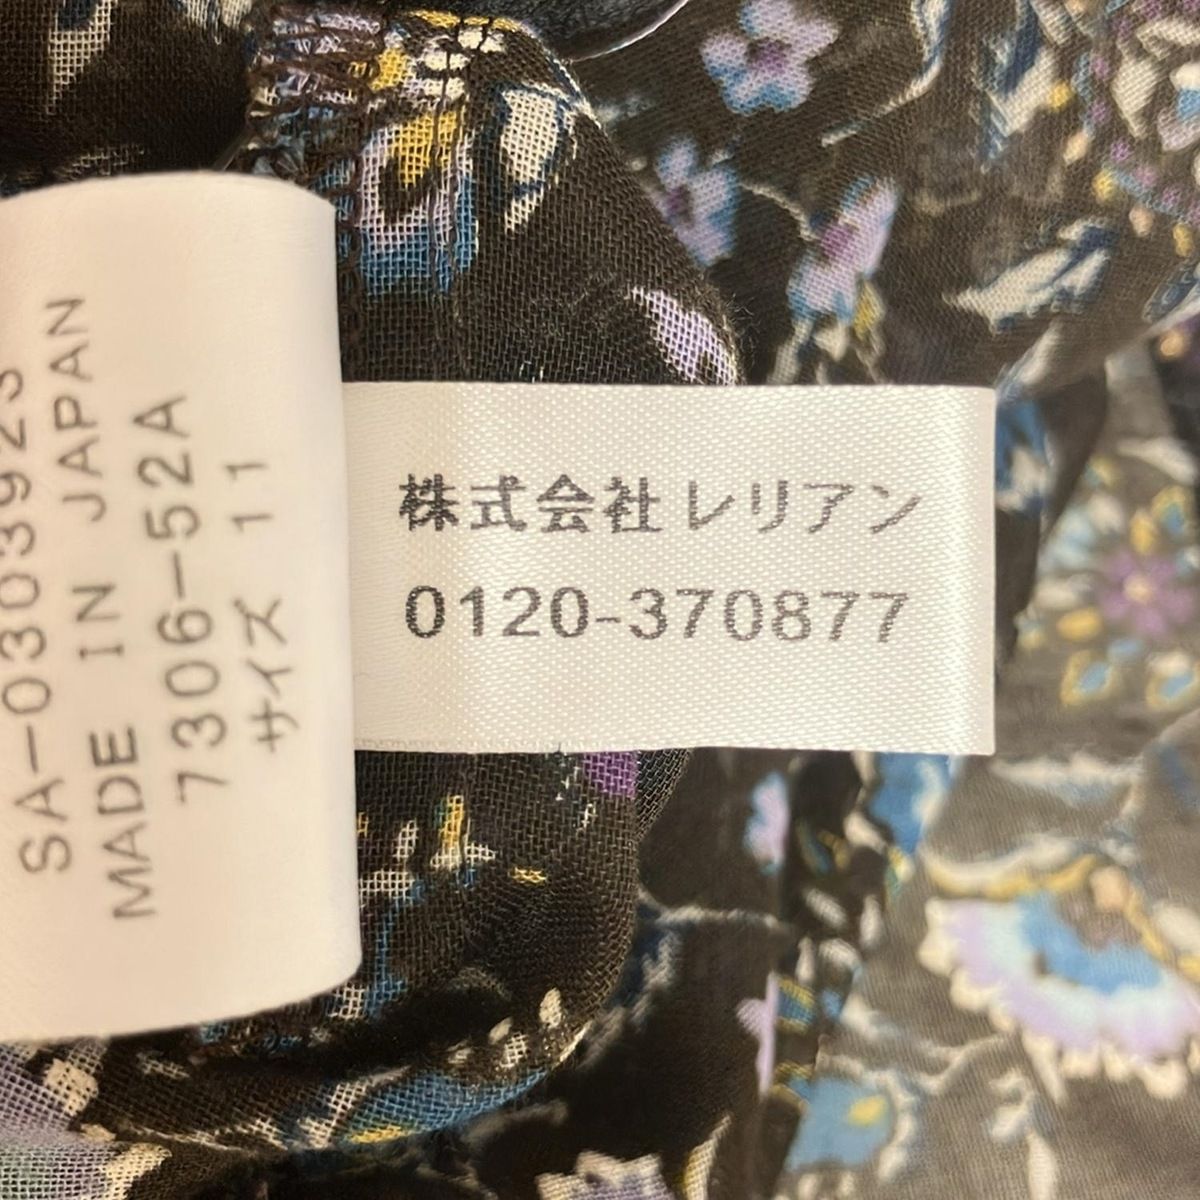 SA-0303923
MADE IN JAPAN
7306-52A
サイズ 11
株式会社レリアン
0120-370877